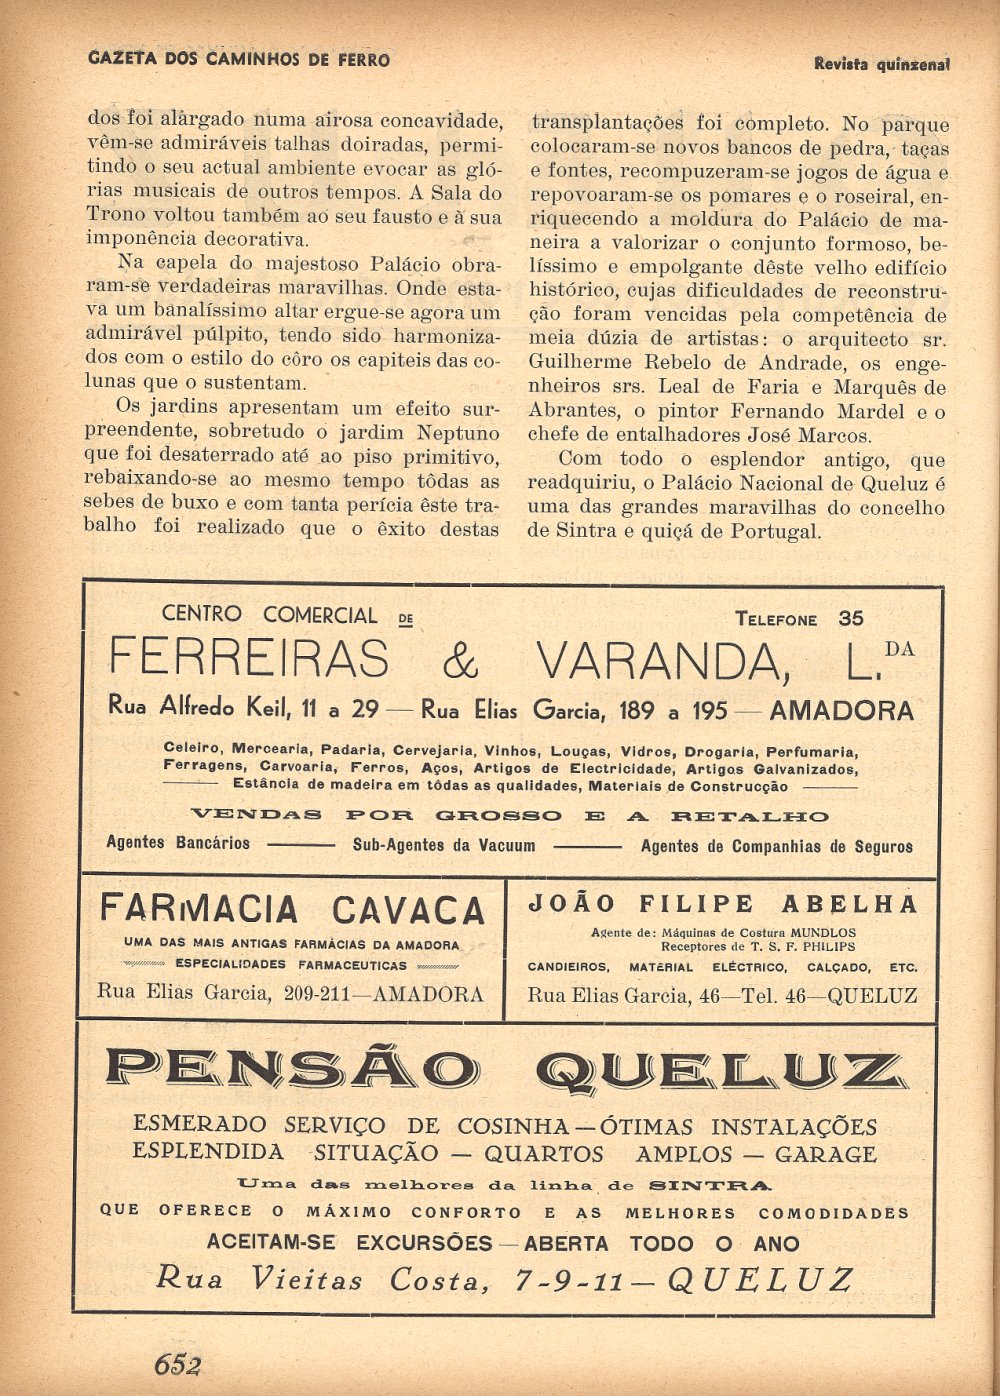 GAZETA DOS CAMINHOS DE FERRO
Revista quinzenal
dos foi alargado numa airosa concavidade,
vêm-se admiráveis talhas doiradas, permi-
tindo o seu actual ambiente evocar as gló-
rias musicais de outros tempos. A Sala do
Trono voltou também ao seu fausto e à sua
imponência decorativa.
Na capela do majestoso Palácio obra-
ram-se verdadeiras maravilhas. Onde esta-
va um banalíssimo altar ergue-se agora um
admirável púlpito, tendo sido harmoniza-
dos com o estilo do côro os capiteis das co-
lunas que o sustentam.
Os jardins apresentam um efeito sur-
preendente, sobretudo o jardim Neptuno
que foi desaterrado até ao piso primitivo,
rebaixando-se ao mesmo tempo tôdas as
sebes de buxo e com tanta perícia êste tra-
balho foi realizado que o êxito destas
transplantações foi completo. No parque
colocaram-se novos bancos de pedra, taças
e fontes, recompuzeram-se jogos de água e
repovoaram-se os pomares e o roseiral, en-
riquecendo a moldura do Palácio de ma-
neira a valorizar o conjunto formoso, be-
líssimo e empolgante dêste velho edifício
histórico, cujas dificuldades de reconstru-
ção foram vencidas pela competência de
meia dúzia de artistas: o arquitecto sr.
Guilherme Rebelo de Andrade, os enge-
nheiros srs. Leal de Faria e Marquês de
Abrantes, o pintor Fernando Mardel e o
chefe de entalhadores José Marcos.
Com todo o esplendor antigo, que
readquiriu, o Palácio Nacional de Queluz é
uma das grandes maravilhas do concelho
de Sintra e quiçá de Portugal.
CENTRO COMERCIAL DE
TELEFONE 35
FERREIRAS & VARANDA, L.DA
Rua Alfredo Keil, 11 a 29 — Rua Elias Garcia, 189 a 195 — AMADORA
Celeiro, Mercearia, Padaria, Cervejaria, Vinhos, Louças, Vidros, Drogaria, Perfumaria,
Ferragens, Carvoaria, Ferros, Aços, Artigos de Electricidade, Artigos Galvanizados,
Estância de madeira em tôdas as qualidades, Materiais de Construcção
VENDAS POR GROSSO E A RETALHO
Agentes Bancários — Sub-Agentes da Vacuum — Agentes de Companhias de Seguros
FARMACIA CAVACA
UMA DAS MAIS ANTIGAS FARMÁCIAS DA AMADORA
ESPECIALIDADES FARMACEUTICAS
Rua Elias Garcia, 209-211—AMADORA
JOÃO FILIPE ABELHA
Agente de: Máquinas de Costura MUNDLOS
Receptores de T. S. F. PHILIPS
CANDIEIROS, MATERIAL ELÉCTRICO, CALÇADO, ETC.
Rua Elias Garcia, 46—Tel. 46—QUELUZ
PENSÃO QUELUZ
ESMERADO SERVIÇO DE COSINHA—ÓTIMAS INSTALAÇÕES
ESPLENDIDA SITUAÇÃO — QUARTOS AMPLOS — GARAGE
Uma das melhores da linha de SINTRA
QUE OFERECE O MÁXIMO CONFORTO E AS MELHORES COMODIDADES
ACEITAM-SE EXCURSÕES — ABERTA TODO O ANO
Rua Vieitas Costa, 7-9-11— QUELUZ
652